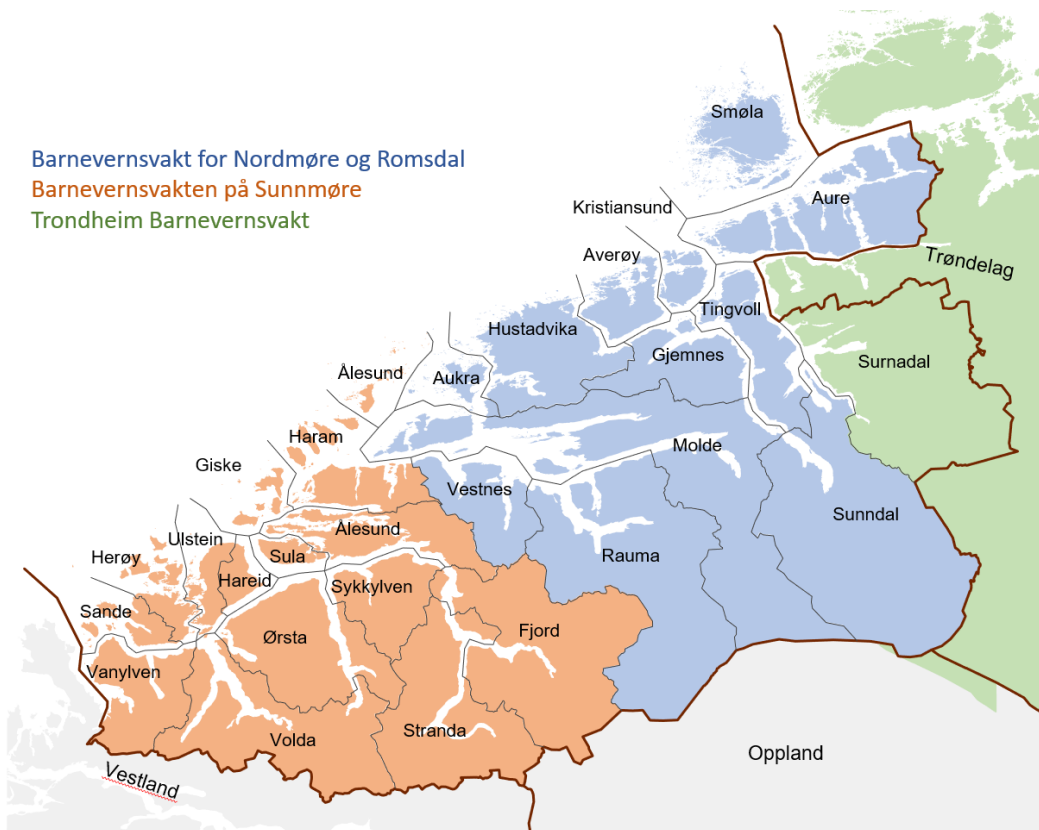 Barnevernsvakt for Nordmøre og Romsdal
Barnevernsvakten på Sunnmøre
Trondheim Barnevernsvakt
Smøla
Kristiansund
Aure
Averøy
Trøndelag
Tingvoll
Hustadvika
Gjemnes
Surnadal
Ålesund
Aukra
Haram
Molde
Giske
Vestnes
Sunndal
Ulstein
Ålesund
Herøy
Sula
Rauma
Hareid
Sykkylven
Sande
Ørsta
Fjord
Vanylven
Stranda
Volda
Oppland
Vestland